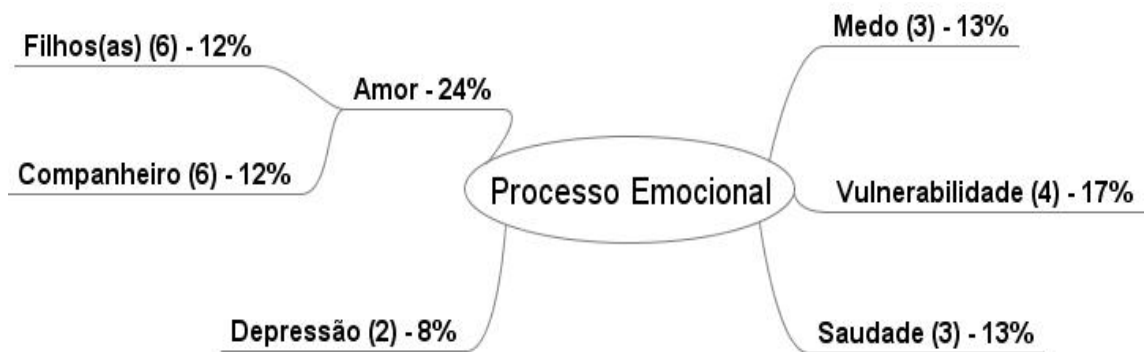 Filhos(as) (6) - 12%
Amor - 24%
Companheiro (6) - 12%
Processo Emocional
Medo (3) - 13%
Vulnerabilidade (4) - 17%
Depressão (2) - 8%
Saudade (3) - 13%